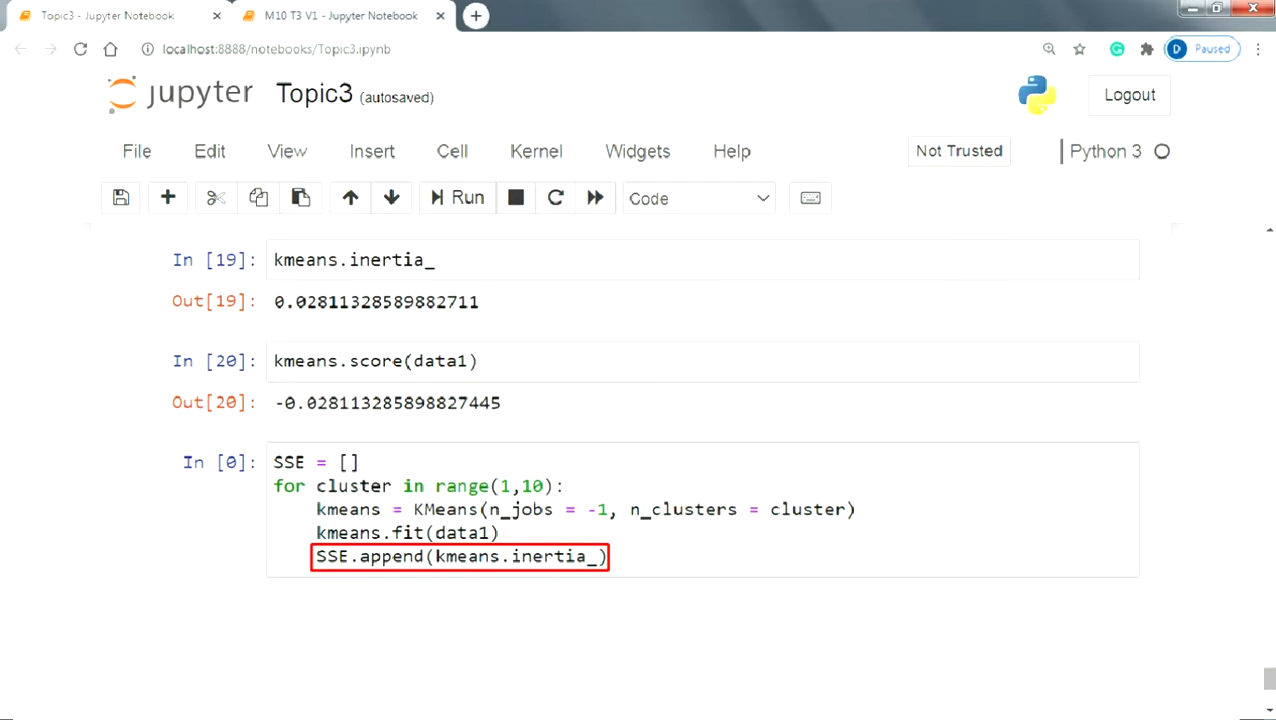 Topic3 - Jupyter Notebook
M10 T3 V1 - Jupyter Notebook
localhost:8888/notebooks/Topic3.ipynb
D Paused
jupyter Topic3 (autosaved)
Logout
File Edit View Insert Cell Kernel Widgets Help
Not Trusted
Python 3
Run
Code
In [19]: kmeans.inertia_
Out[19]: 0.02811328589882711
In [20]: kmeans.score(data1)
Out[20]: -0.028113285898827445
In [0]: SSE = []
for cluster in range(1,10):
kmeans = KMeans(n_jobs = -1, n_clusters = cluster)
kmeans.fit(data1)
SSE.append(kmeans.inertia_)